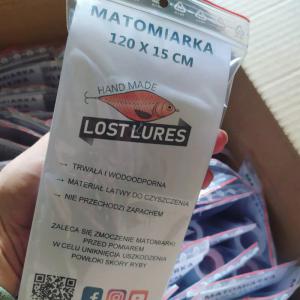 MATOMIARKA
120 X 15 CM
HAND MADE
LOST LURES
→ TRWAŁA I WODOODPORNA
→ MATERIAŁ ŁATWY DO CZYSZCZENIA
→ NIE PRZECHODZI ZAPACHEM
ZALECA SIĘ ZMOCZENIE MATOMIARKI
PRZED POMIAREM
W CELU UNIKNIĘCIA USZKODZENIA
POWŁOKI SKÓRY RYBY